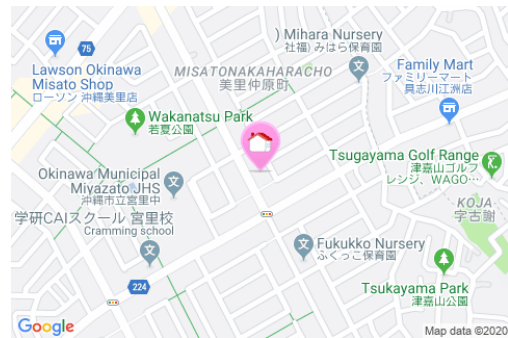 ) Mihara Nursery
社福) みはら保育園
75
Lawson Okinawa
Misato Shop
ローソン 沖縄美里店
MISATONAKAHARACHO
美里仲原町
Family Mart
ファミリーマート
具志川江洲店
Wakanatsu Park
若夏公園
Tsugayama Golf Range
津嘉山ゴルフ
レンジ、WAGO…
Okinawa Municipal
Miyazato JHS
沖縄市立宮里中
KOJA
字古謝
学研CAIスクール 宮里校
Cramming school
Fukukko Nursery
ふくっこ保育園
224
Tsukayama Park
津嘉山公園
Google
Map data ©2020